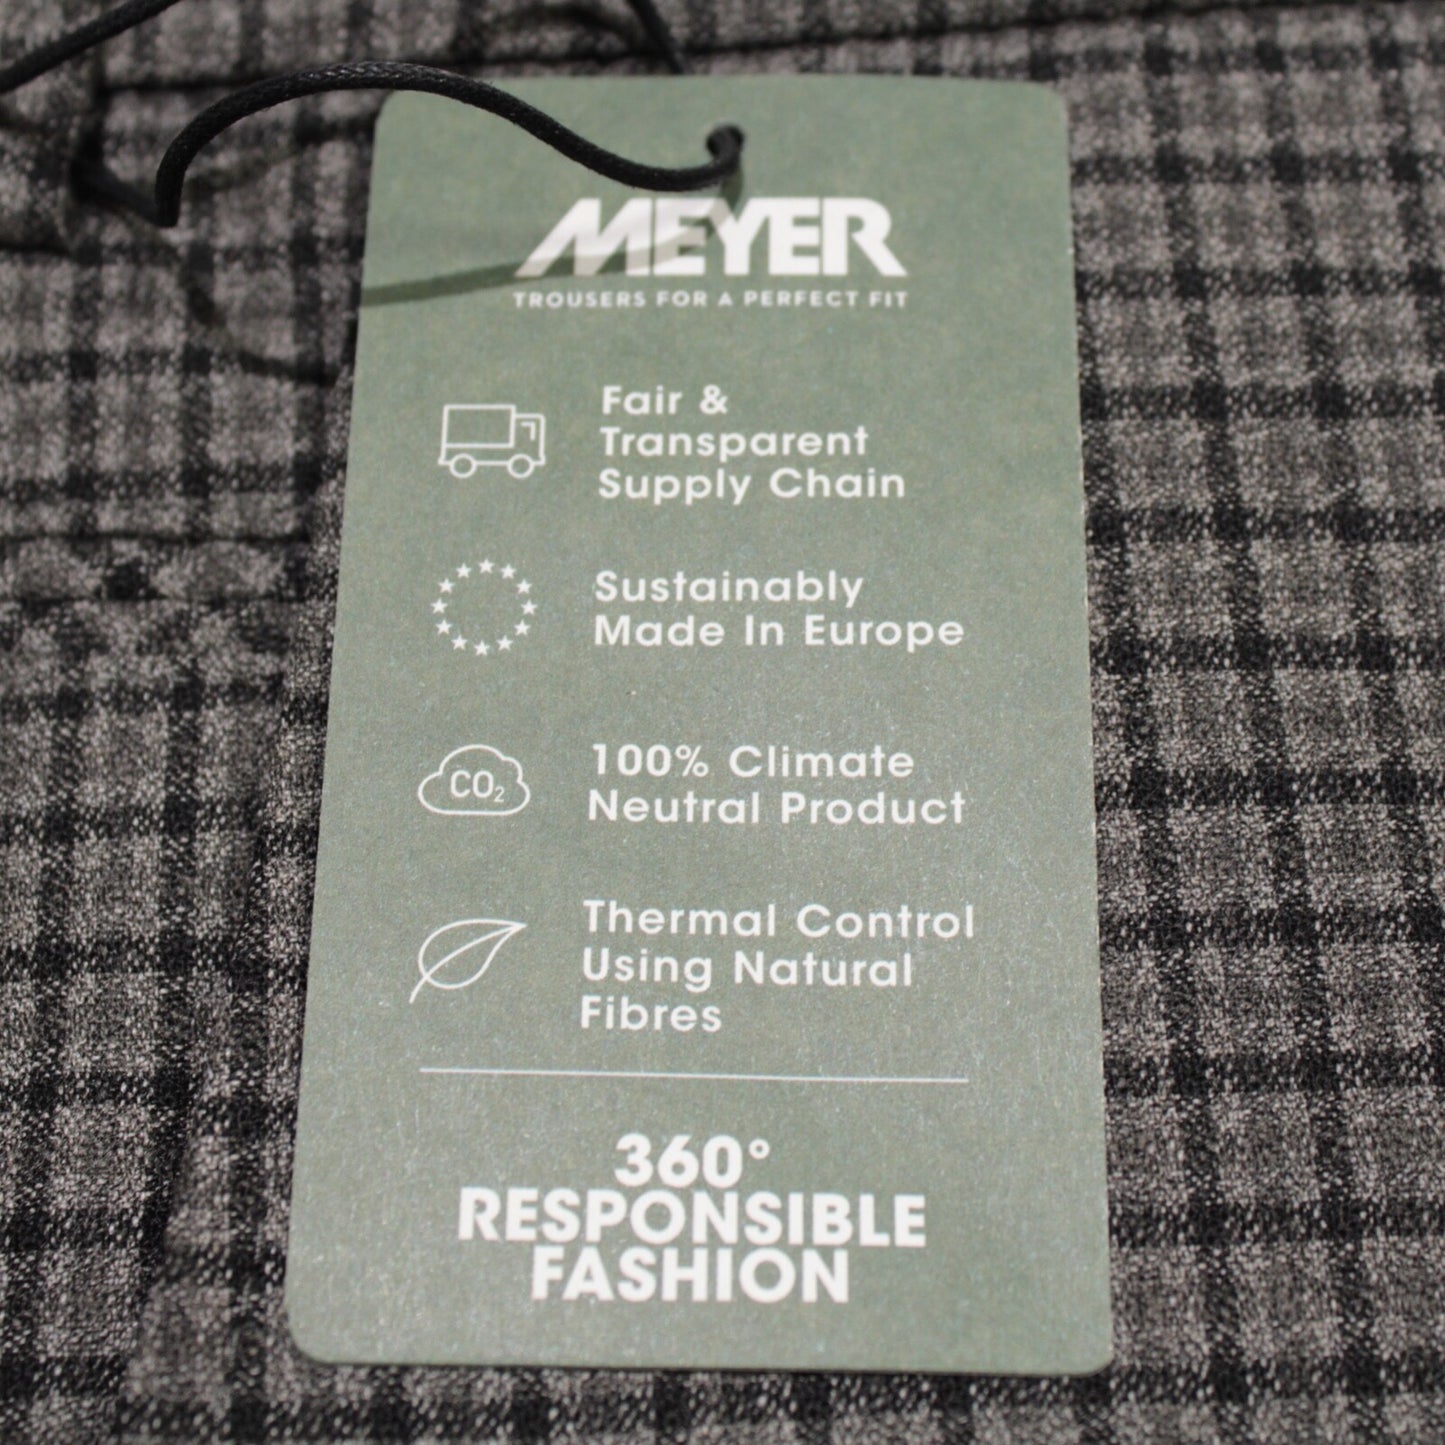 MEYER
TROUSERS FOR A PERFECT FIT
Fair &
Transparent
Supply Chain
Sustainably
Made In Europe
CO2
100% Climate
Neutral Product
Thermal Control
Using Natural
Fibres
360°
RESPONSIBLE
FASHION